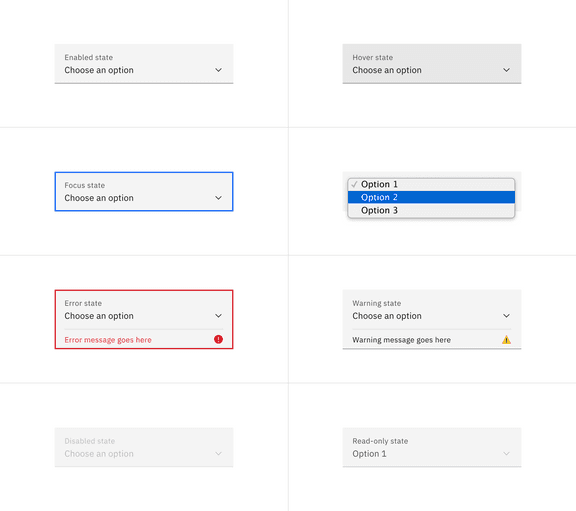 Enabled state
Choose an option
Hover state
Choose an option
Focus state
Choose an option
Option 1
Option 2
Option 3
Error state
Choose an option
Error message goes here
Warning state
Choose an option
Warning message goes here
Disabled state
Choose an option
Read-only state
Option 1